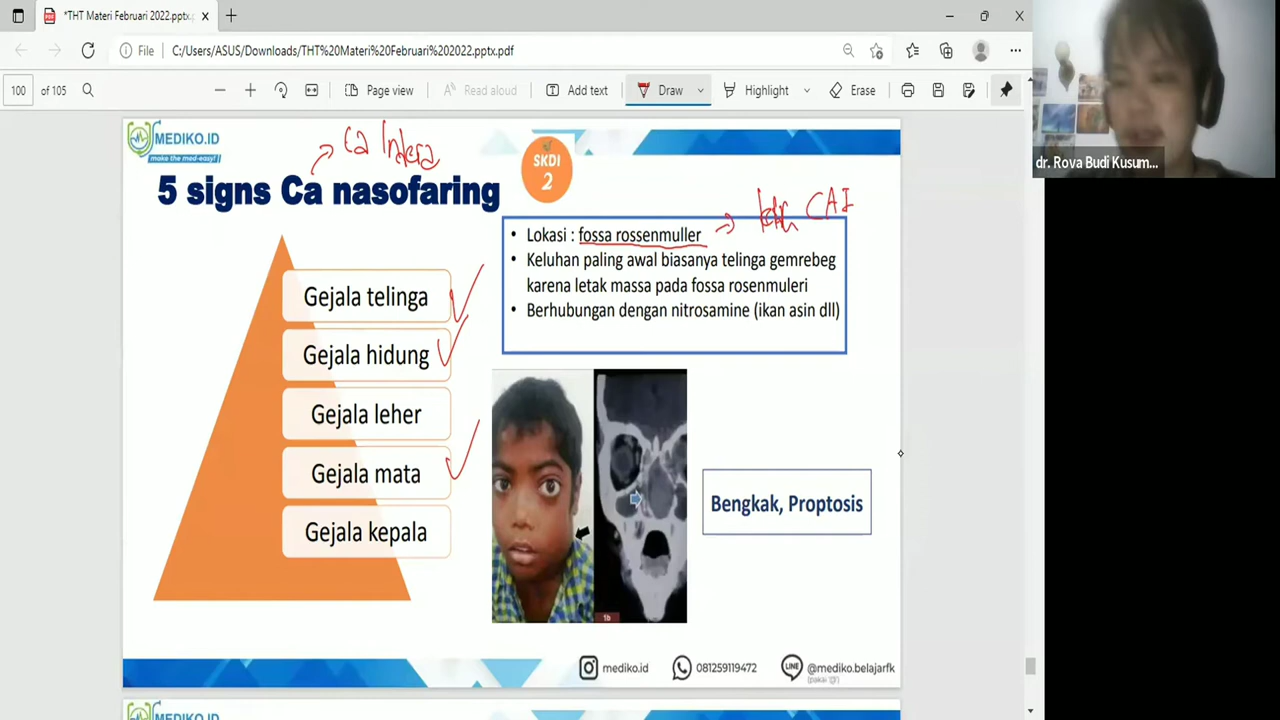 *THT Materi Februari 2022.pptx.p
File
C:/Users/ASUS/Downloads/THT%20Materi%20Februari%202022.pptx.pdf
100 of 105
Page view
Read aloud
Add text
Draw
Highlight
Erase
dr. Rova Budi Kusum...
MEDIKO.ID
make the med-easy!
Ca
SKDI
2
5 signs Ca nasofaring
CAE
Lokasi : fossa rossenmuller
Keluhan paling awal biasanya telinga gemrebeg
karena letak massa pada fossa rosenmuleri
Berhubungan dengan nitrosamine (ikan asin dll)
Gejala telinga
Gejala hidung
Gejala leher
Gejala mata
Gejala kepala
Bengkak, Proptosis
1b
mediko.id
081259119472
@mediko.belajarfk
MEDIKO.ID